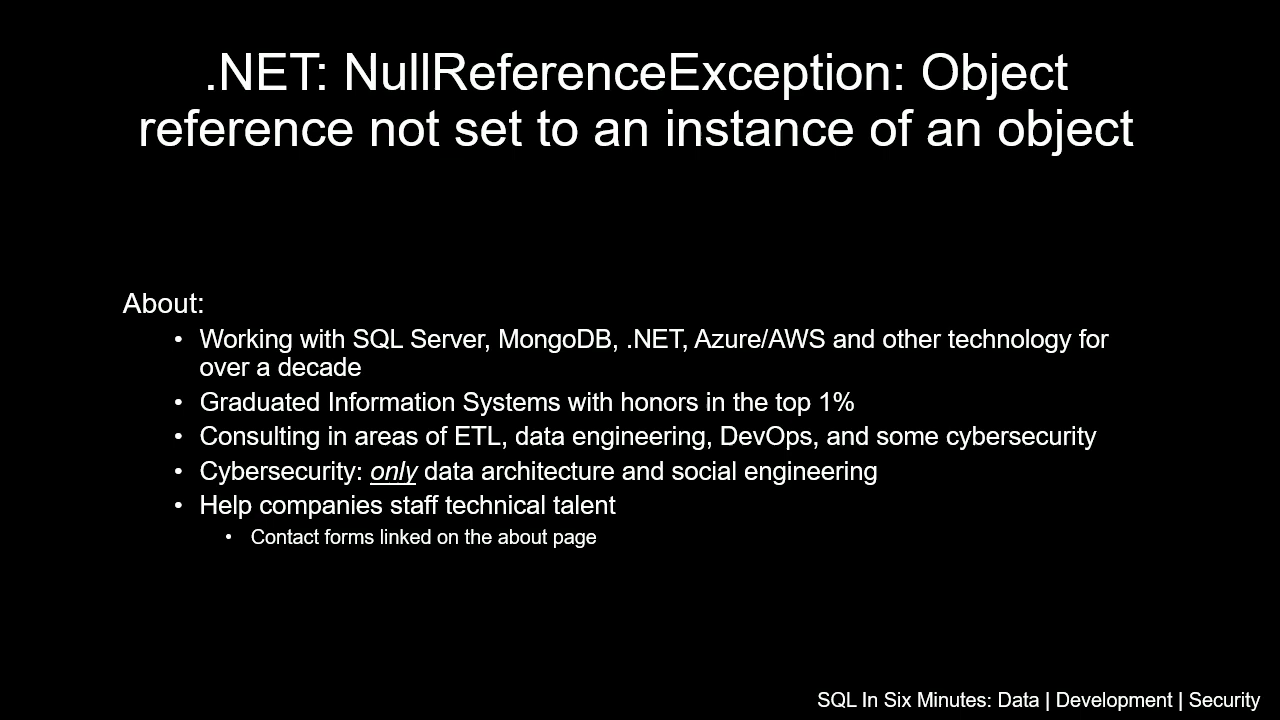 .NET: NullReferenceException: Object
reference not set to an instance of an object
About:
• Working with SQL Server, MongoDB, .NET, Azure/AWS and other technology for
over a decade
• Graduated Information Systems with honors in the top 1%
• Consulting in areas of ETL, data engineering, DevOps, and some cybersecurity
• Cybersecurity: only data architecture and social engineering
• Help companies staff technical talent
• Contact forms linked on the about page
SQL In Six Minutes: Data | Development | Security